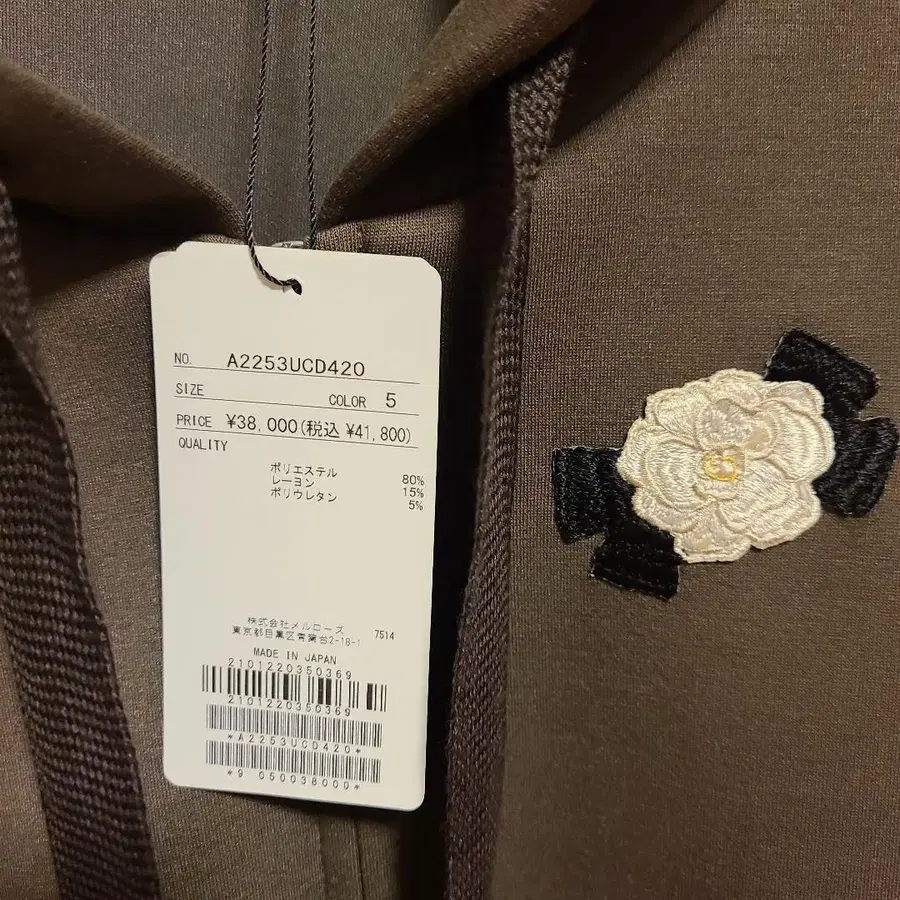 NO. A2253UCD420
SIZE COLOR 5
PRICE ¥38,000(税込 ¥41,800)
QUALITY
ポリエステル 80%
レーヨン 15%
ポリウレタン 5%
株式会社メルローズ 7514
東京都目黒区青葉台2-18-1
MADE IN JAPAN
2101220350369
2101220350369
*A2253UCD420*
*9 050038000*